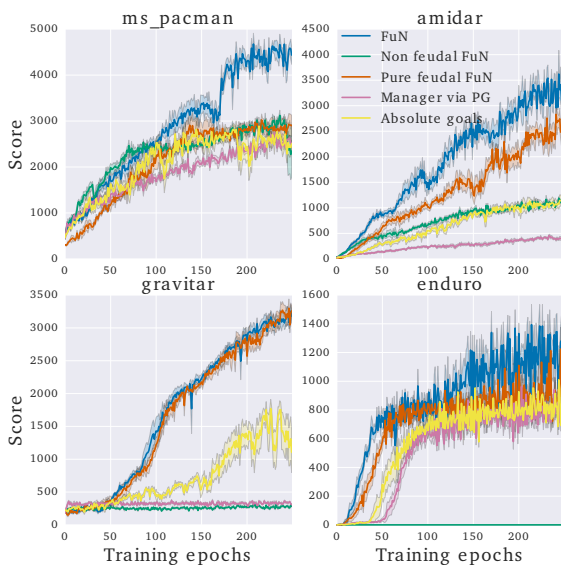 ms_pacman
amidar
5000
4000
3000
2000
1000
0
Score
0 50 100 150 200
4500
4000
3500
3000
2500
2000
1500
1000
500
0
0 50 100 150 200
FuN
Non feudal FuN
Pure feudal FuN
Manager via PG
Absolute goals
gravitar
enduro
3500
3000
2500
2000
1500
1000
500
0
Score
0 50 100 150 200
Training epochs
1600
1400
1200
1000
800
600
400
200
0
0 50 100 150 200
Training epochs